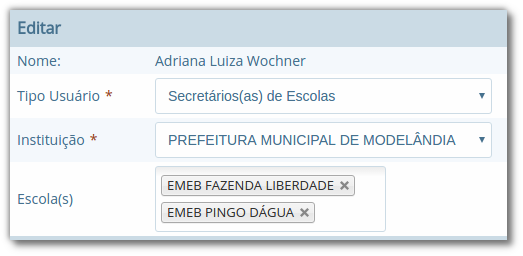 Editar
Nome: Adriana Luiza Wochner
Tipo Usuário * Secretários(as) de Escolas
Instituição * PREFEITURA MUNICIPAL DE MODELÂNDIA
Escola(s)
EMEB FAZENDA LIBERDADE
EMEB PINGO DÁGUA